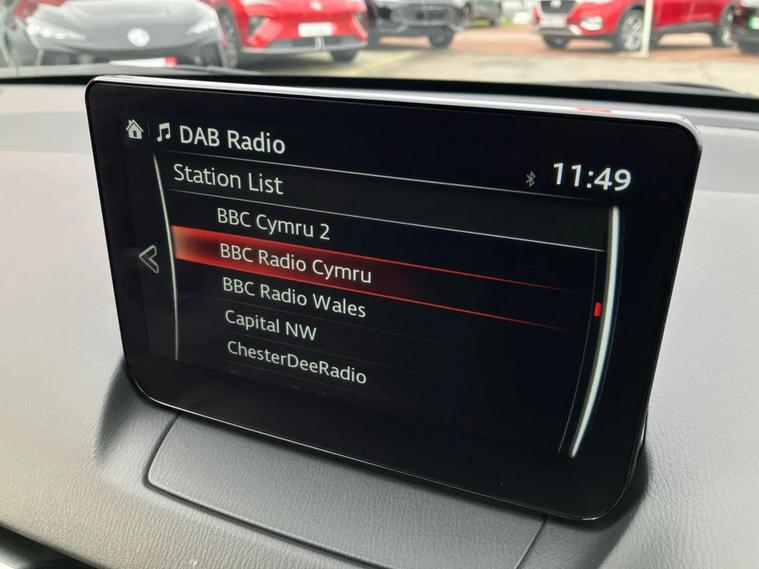 DAB Radio
11:49
Station List
BBC Cymru 2
BBC Radio Cymru
BBC Radio Wales
Capital NW
ChesterDeeRadio